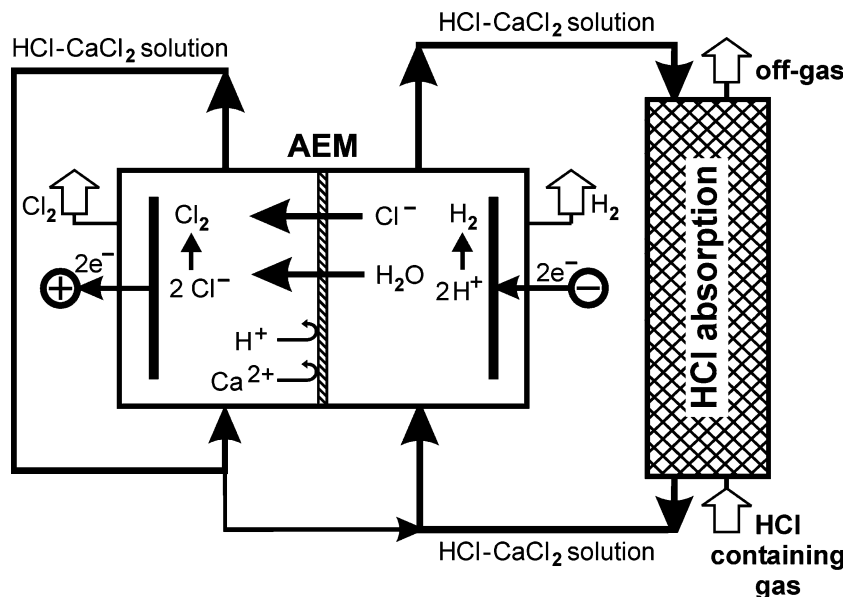 HCl-CaCl₂ solution
HCl-CaCl₂ solution
off-gas
AEM
Cl₂
Cl₂
Cl⁻
H₂
H₂
2e⁻
2 Cl⁻
H₂O
2H⁺
2e⁻
+
−
H⁺
Ca²⁺
HCl absorption
HCl-CaCl₂ solution
HCl
containing
gas